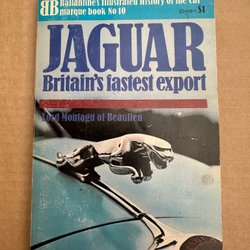 BB Ballantine's Illustrated History of the Car
marque book No 10
$1
JAGUAR
Britain's fastest export
Lord Montagu of Beaulieu